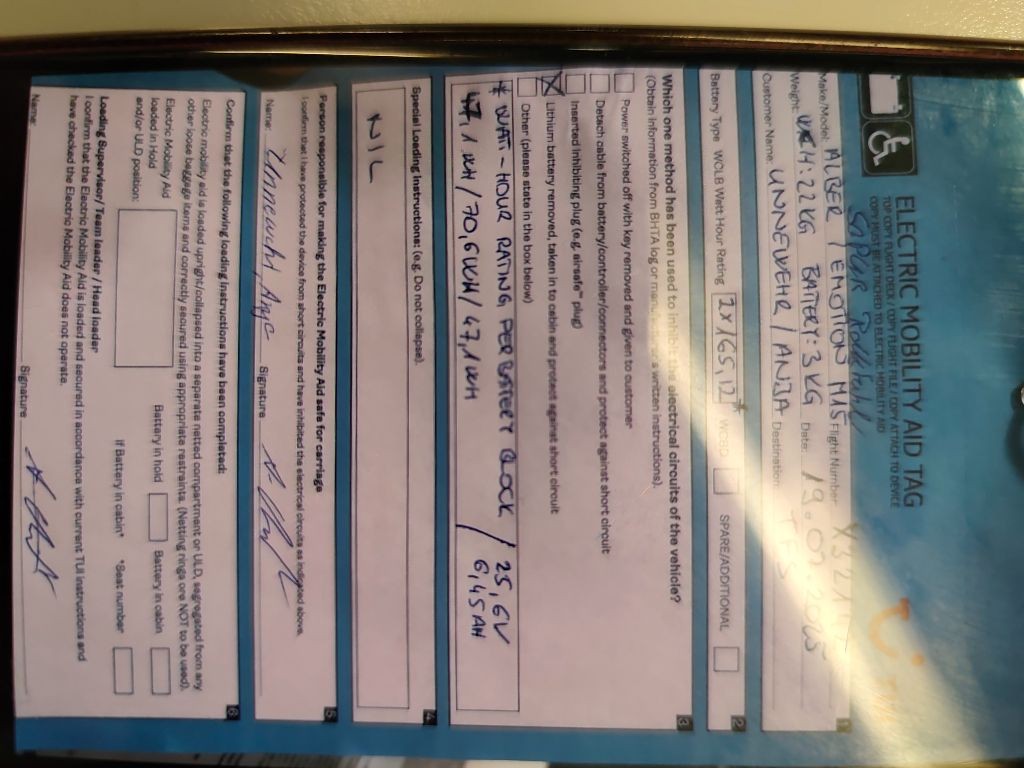 ELECTRIC MOBILITY AID TAG
TOP COPY FLIGHT DECK / COPY FLIGHT FILE / COPY ATTACH TO DEVICE
COPY MUST BE ATTACHED TO ELECTRIC MOBILITY AID
1
Make/Model: ALBER / EMOTION M15 Flight Number X321
Weight: 22KG BATTERY: 3KG Date: 19.07.2025
Customer Name: UNNEWEHR / ANJA Destination: TFS
2
Battery Type WCLB Watt Hour Rating 2X165,12* WCBD SPARE/ADDITIONAL
3
Which one method has been used to inhibit the electrical circuits of the vehicle?
(Obtain information from BHTA log or manufacturer's written instructions)
Power switched off with key removed and given to customer
Detach cable from battery/controller/connectors and protect against short circuit
Inserted inhibiting plug (e.g. airsafe™ plug)
Lithium battery removed, taken in to cabin and protect against short circuit
Other (please state in the box below)
* WATT-HOUR RATING PER BATTERY BLOCK / 25,6V
47,1 WH / 70,6 WH / 47,1 WH / 6,45 AH
4
Special Loading Instructions: (e.g. Do not collapse).
NIL
5
Person responsible for making the Electric Mobility Aid safe for carriage
I confirm that I have protected the device from short circuits and have inhibited the electrical circuits as indicated above.
Name: Signature
6
Confirm that the following loading instructions have been completed:
Electric mobility aid is loaded upright/collapsed into a separate netted compartment or ULD, segregated from any
other loose baggage items and correctly secured using appropriate restraints. (Netting rings are NOT to be used).
Electric Mobility Aid
loaded in Hold
and/or ULD position:
Battery in hold Battery in cabin
If Battery in cabin* *Seat number
Loading Supervisor/ Team leader / Head loader
I confirm that the Electric Mobility Aid is loaded and secured in accordance with current TUI instructions and
have checked the Electric Mobility Aid does not operate.
Name: Signature